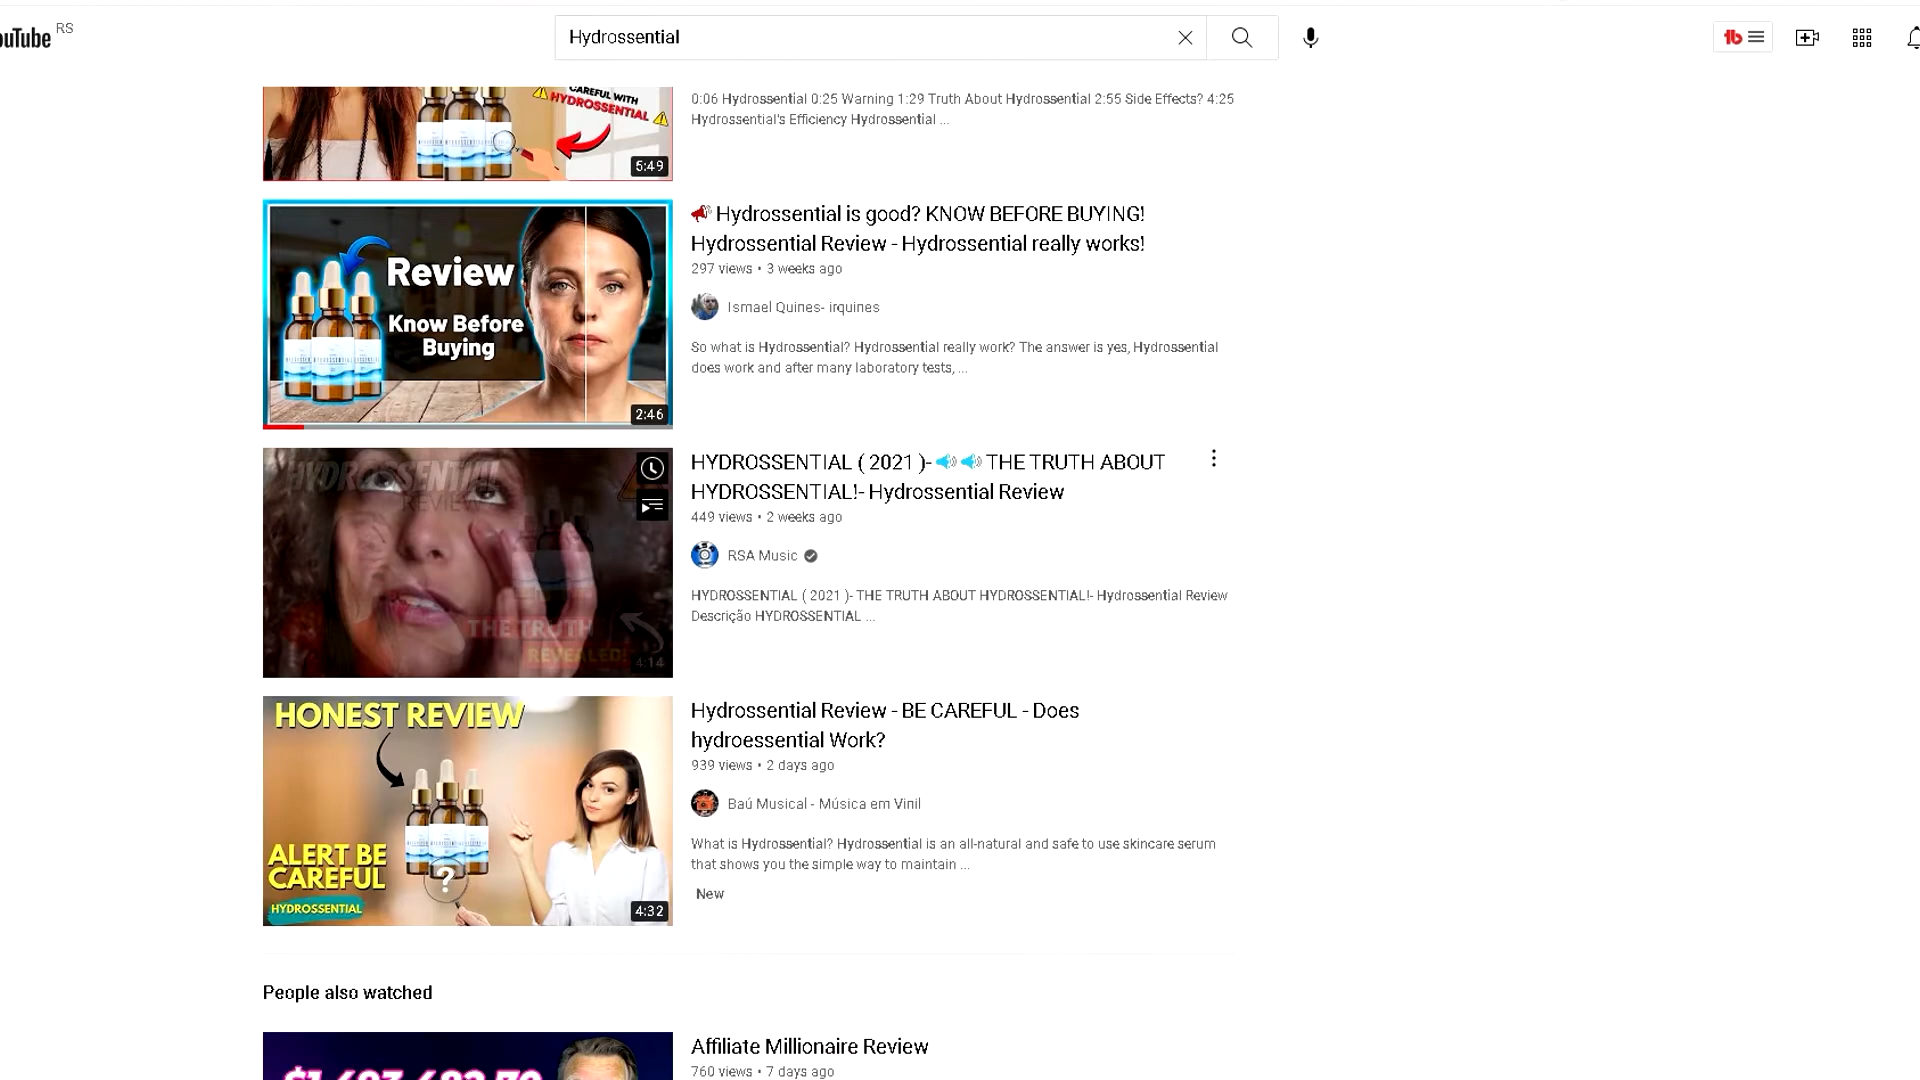 ouTube RS
Hydrossential
CAREFUL WITH
HYDROSSENTIAL
5:49
0:06 Hydrossential 0:25 Warning 1:29 Truth About Hydrossential 2:55 Side Effects? 4:25
Hydrossential's Efficiency Hydrossential ...
Review
Know Before
Buying
2:46
Hydrossential is good? KNOW BEFORE BUYING!
Hydrossential Review - Hydrossential really works!
297 views • 3 weeks ago
Ismael Quines- irquines
So what is Hydrossential? Hydrossential really work? The answer is yes, Hydrossential
does work and after many laboratory tests, ...
HYDROSSENTIAL
REVIEW
THE TRUTH
REVEALED!
4:14
HYDROSSENTIAL ( 2021 )- THE TRUTH ABOUT
HYDROSSENTIAL!- Hydrossential Review
449 views • 2 weeks ago
RSA Music
HYDROSSENTIAL ( 2021 )- THE TRUTH ABOUT HYDROSSENTIAL!- Hydrossential Review
Descrição HYDROSSENTIAL ...
HONEST REVIEW
ALERT BE
CAREFUL
HYDROSSENTIAL
?
4:32
Hydrossential Review - BE CAREFUL - Does
hydroessential Work?
939 views • 2 days ago
Baú Musical - Música em Vinil
What is Hydrossential? Hydrossential is an all-natural and safe to use skincare serum
that shows you the simple way to maintain ...
New
People also watched
Affiliate Millionaire Review
760 views • 7 days ago